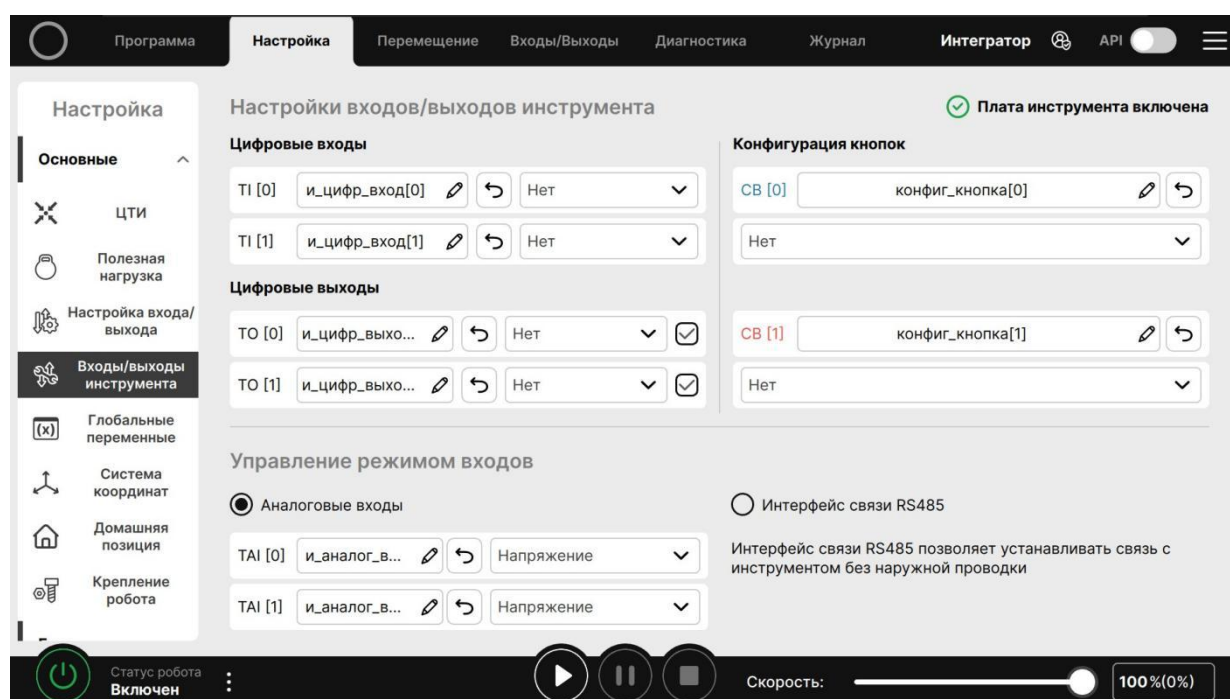 Программа Настройка Перемещение Входы/Выходы Диагностика Журнал Интегратор API
Настройка
Основные
ЦТИ
Полезная
нагрузка
Настройка входа/
выхода
Входы/выходы
инструмента
Глобальные
переменные
Система
координат
Домашняя
позиция
Крепление
робота
Настройки входов/выходов инструмента
Плата инструмента включена
Цифровые входы
TI [0] и_цифр_вход[0] Нет
TI [1] и_цифр_вход[1] Нет
Цифровые выходы
TO [0] и_цифр_выхо... Нет
TO [1] и_цифр_выхо... Нет
Конфигурация кнопок
CB [0] конфиг_кнопка[0]
Нет
CB [1] конфиг_кнопка[1]
Нет
Управление режимом входов
Аналоговые входы
TAI [0] и_аналог_в... Напряжение
TAI [1] и_аналог_в... Напряжение
Интерфейс связи RS485
Интерфейс связи RS485 позволяет устанавливать связь с
инструментом без наружной проводки
Статус робота
Включен
Скорость: 100%(0%)